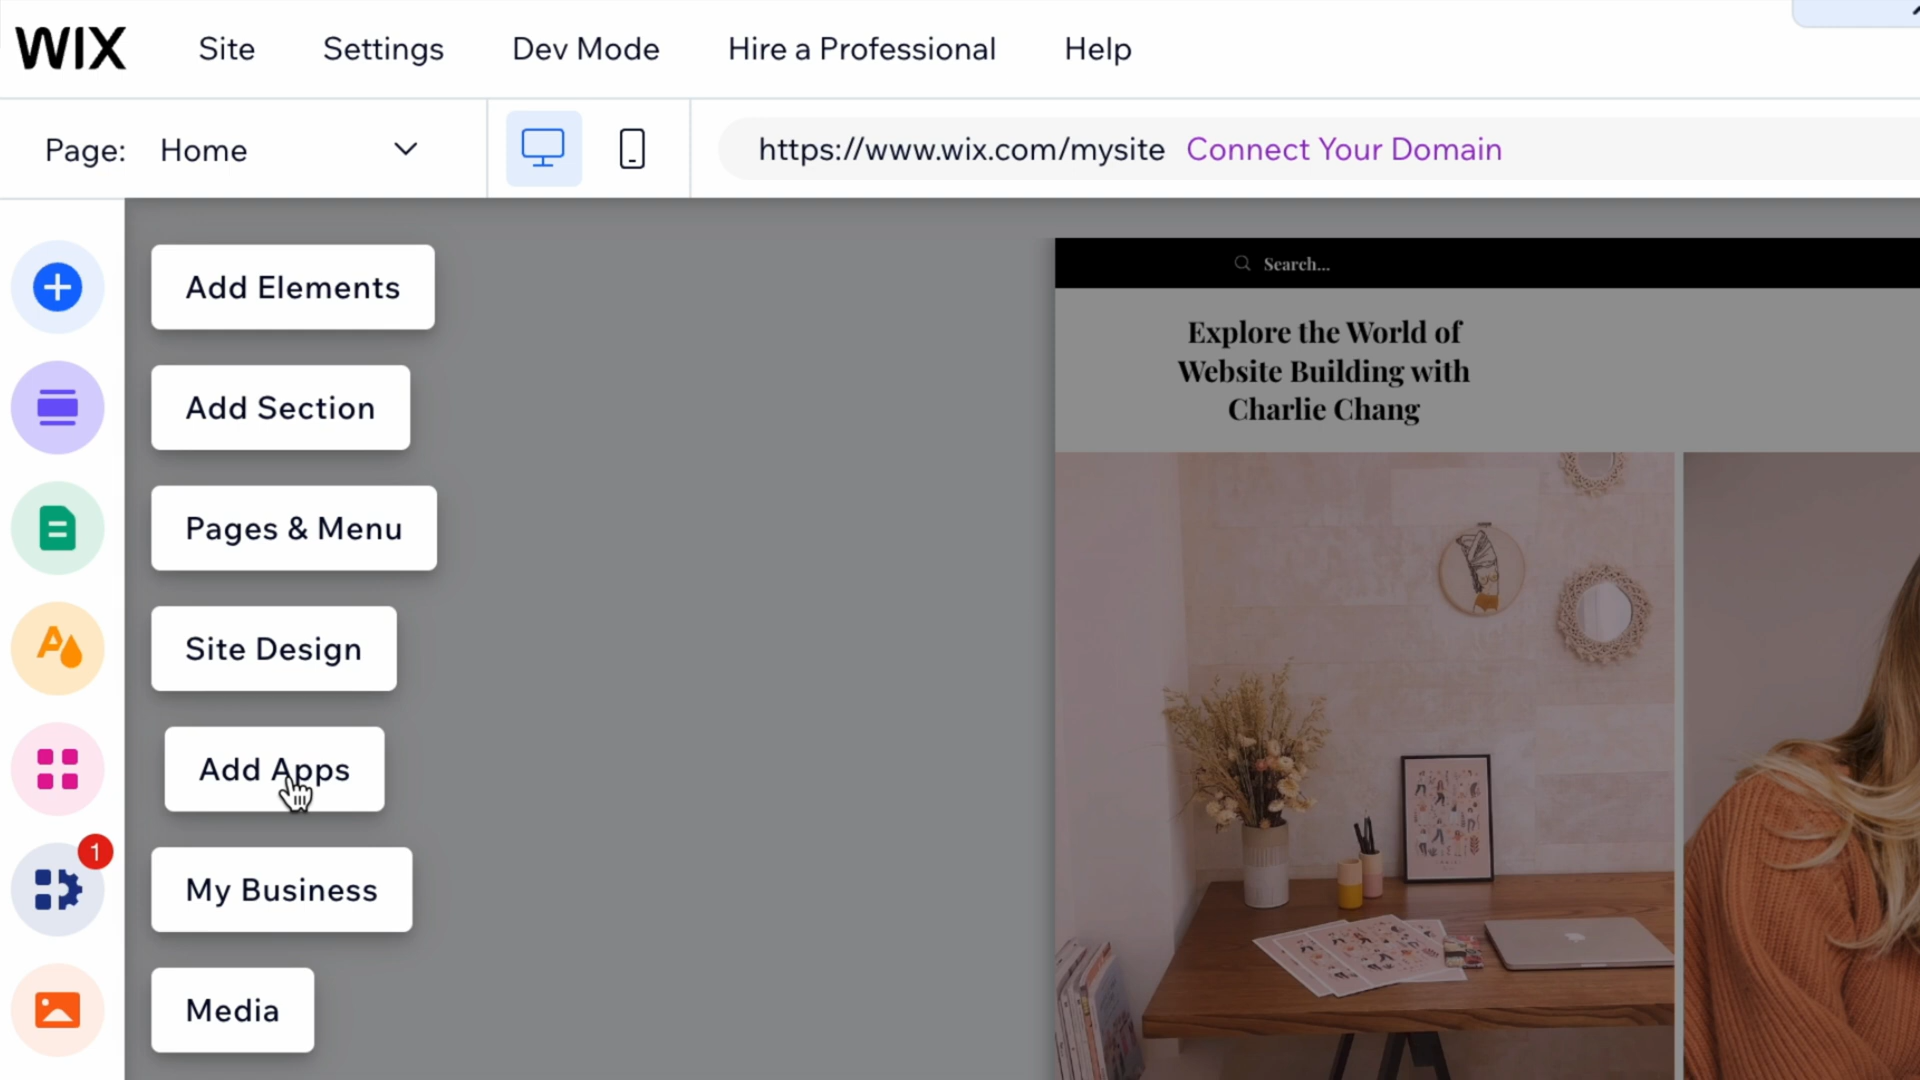 WIX Site Settings Dev Mode Hire a Professional Help
Page: Home https://www.wix.com/mysite Connect Your Domain
Add Elements
Add Section
Pages & Menu
Site Design
Add Apps
1
My Business
Media
Search...
Explore the World of
Website Building with
Charlie Chang